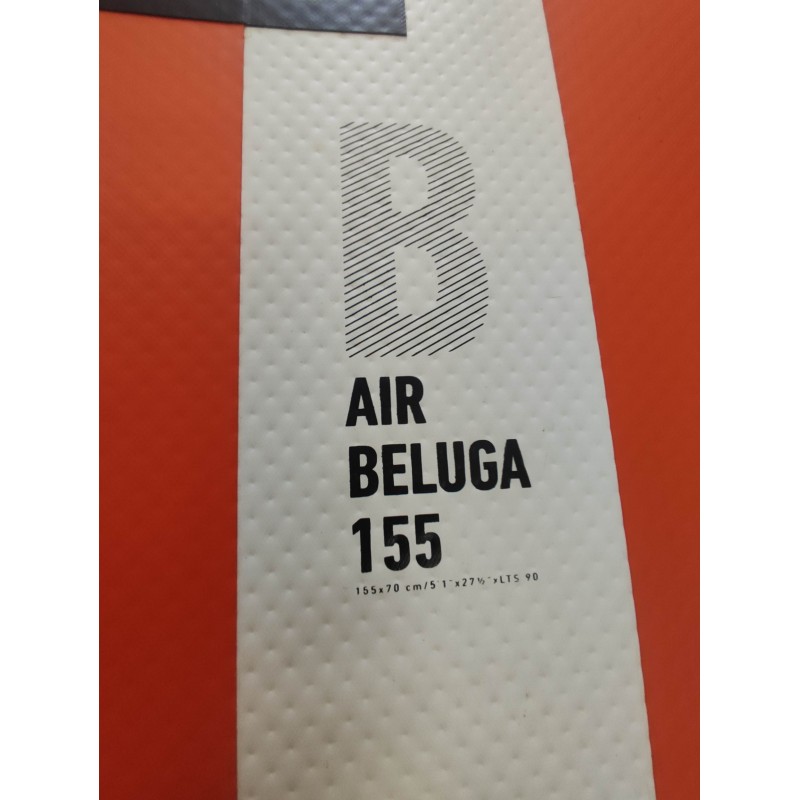 B
AIR
BELUGA
155
155x70 cm/5'1"x27½"xLTS 90